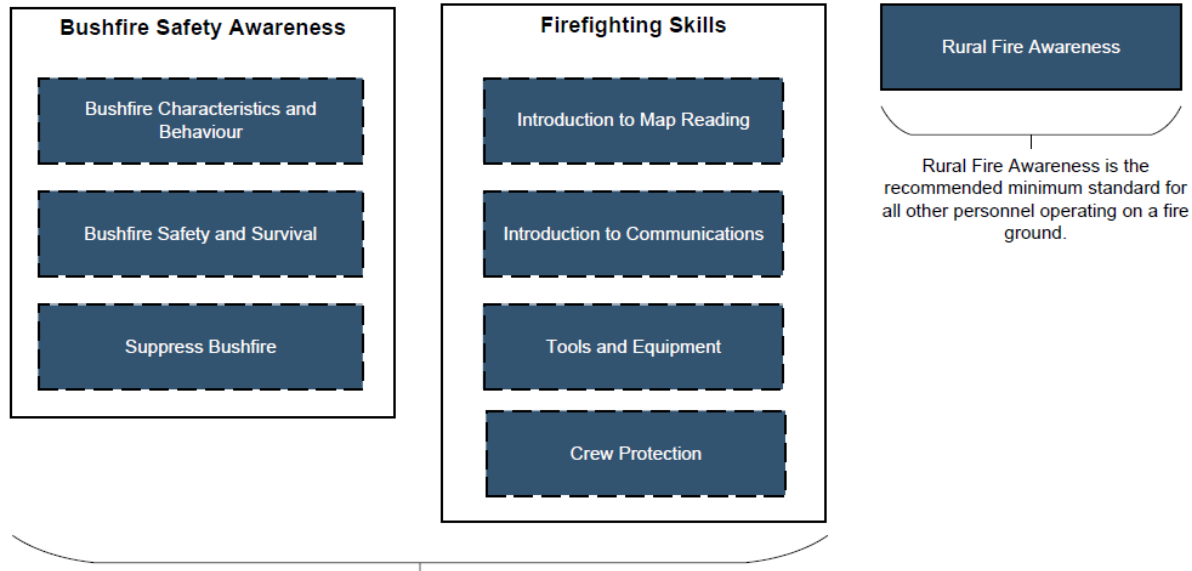 Bushfire Safety Awareness
Bushfire Characteristics and
Behaviour
Bushfire Safety and Survival
Suppress Bushfire
Firefighting Skills
Introduction to Map Reading
Introduction to Communications
Tools and Equipment
Crew Protection
Rural Fire Awareness
Rural Fire Awareness is the
recommended minimum standard for
all other personnel operating on a fire
ground.